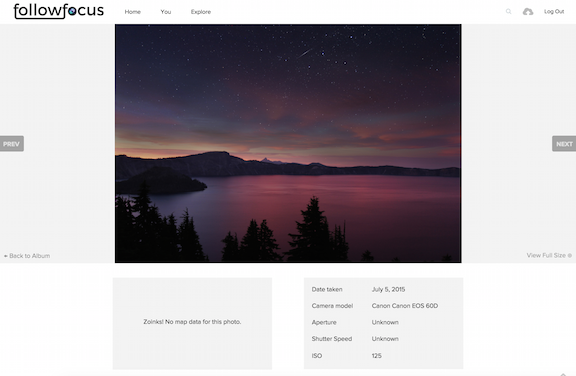 followfocus
Home You Explore Log Out
PREV
NEXT
Back to Album
View Full Size
Zoinks! No map data for this photo.
Date taken July 5, 2015
Camera model Canon Canon EOS 60D
Aperture Unknown
Shutter Speed Unknown
ISO 125